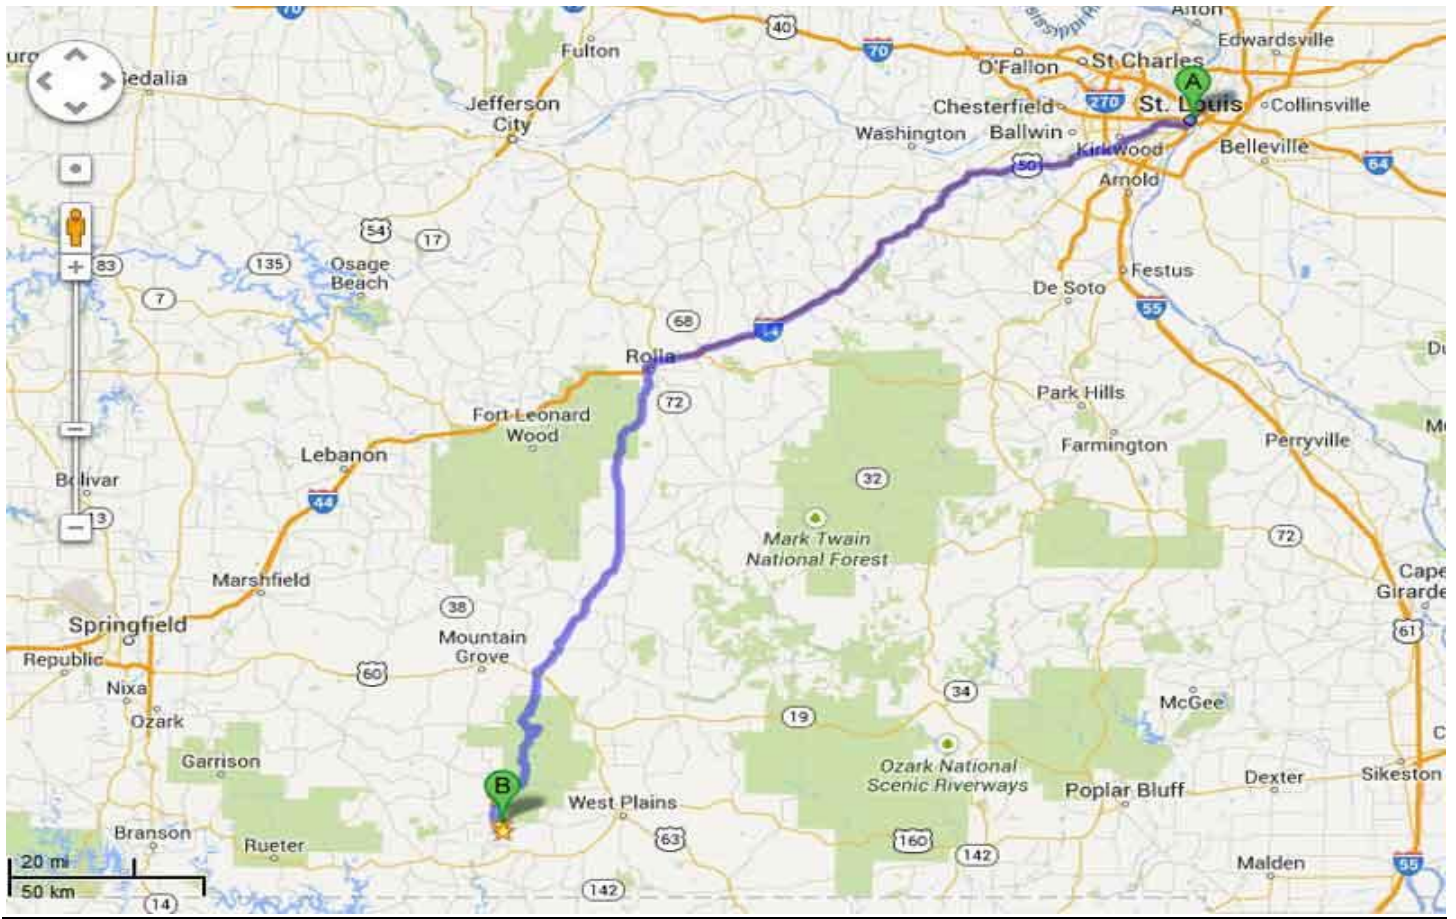 70
40
Alton
Edwardsville
Fulton
70
O'Fallon
St Charles
Sedalia
A
Jefferson
City
Chesterfield
270
St. Louis
Collinsville
Washington
Ballwin
Kirkwood
Belleville
50
64
Arnold
54
17
83
135
Osage
Beach
Festus
De Soto
7
55
68
44
Rolla
72
Park Hills
Fort Leonard
Wood
Farmington
Perryville
Lebanon
Bolivar
32
44
13
Mark Twain
National Forest
72
Marshfield
Cape
Girarde
38
Springfield
61
Mountain
Grove
Republic
60
Nixa
34
McGee
Ozark
19
Garrison
Ozark National
Scenic Riverways
Dexter
Sikeston
B
West Plains
Poplar Bluff
Branson
Rueter
63
160
142
Malden
55
20 mi
50 km
142
14